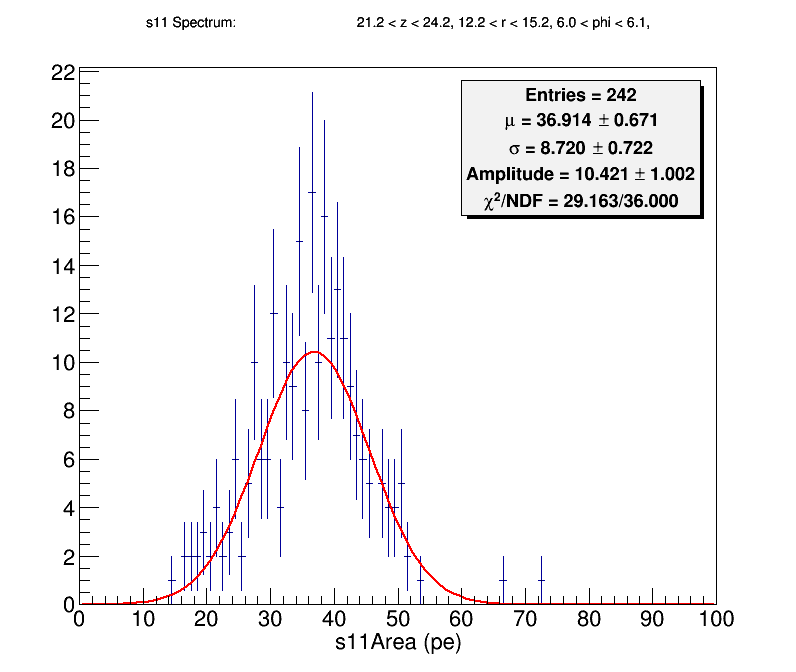 s11 Spectrum: 21.2 < z < 24.2, 12.2 < r < 15.2, 6.0 < phi < 6.1,
Entries = 242
μ = 36.914 ± 0.671
σ = 8.720 ± 0.722
Amplitude = 10.421 ± 1.002
χ²/NDF = 29.163/36.000
22
20
18
16
14
12
10
8
6
4
2
0
0 10 20 30 40 50 60 70 80 90 100
s11Area (pe)